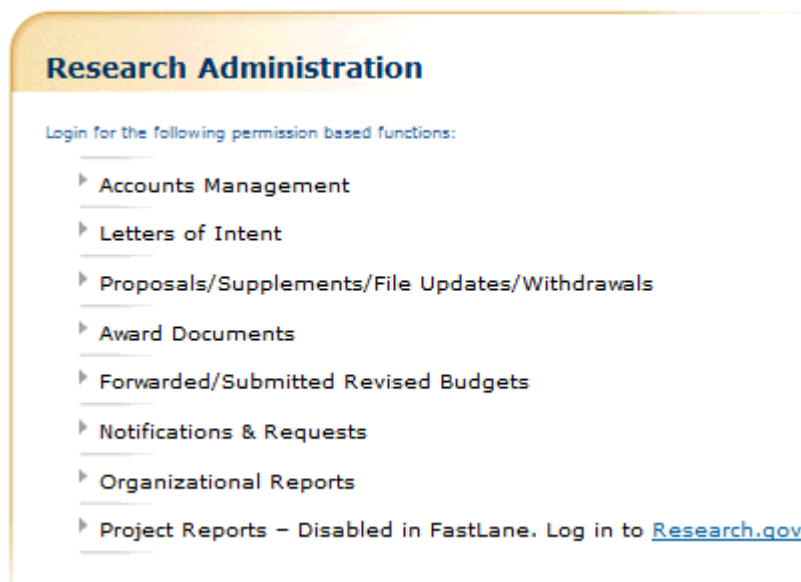 Research Administration
Login for the following permission based functions:
Accounts Management
Letters of Intent
Proposals/Supplements/File Updates/Withdrawals
Award Documents
Forwarded/Submitted Revised Budgets
Notifications & Requests
Organizational Reports
Project Reports – Disabled in FastLane. Log in to Research.gov